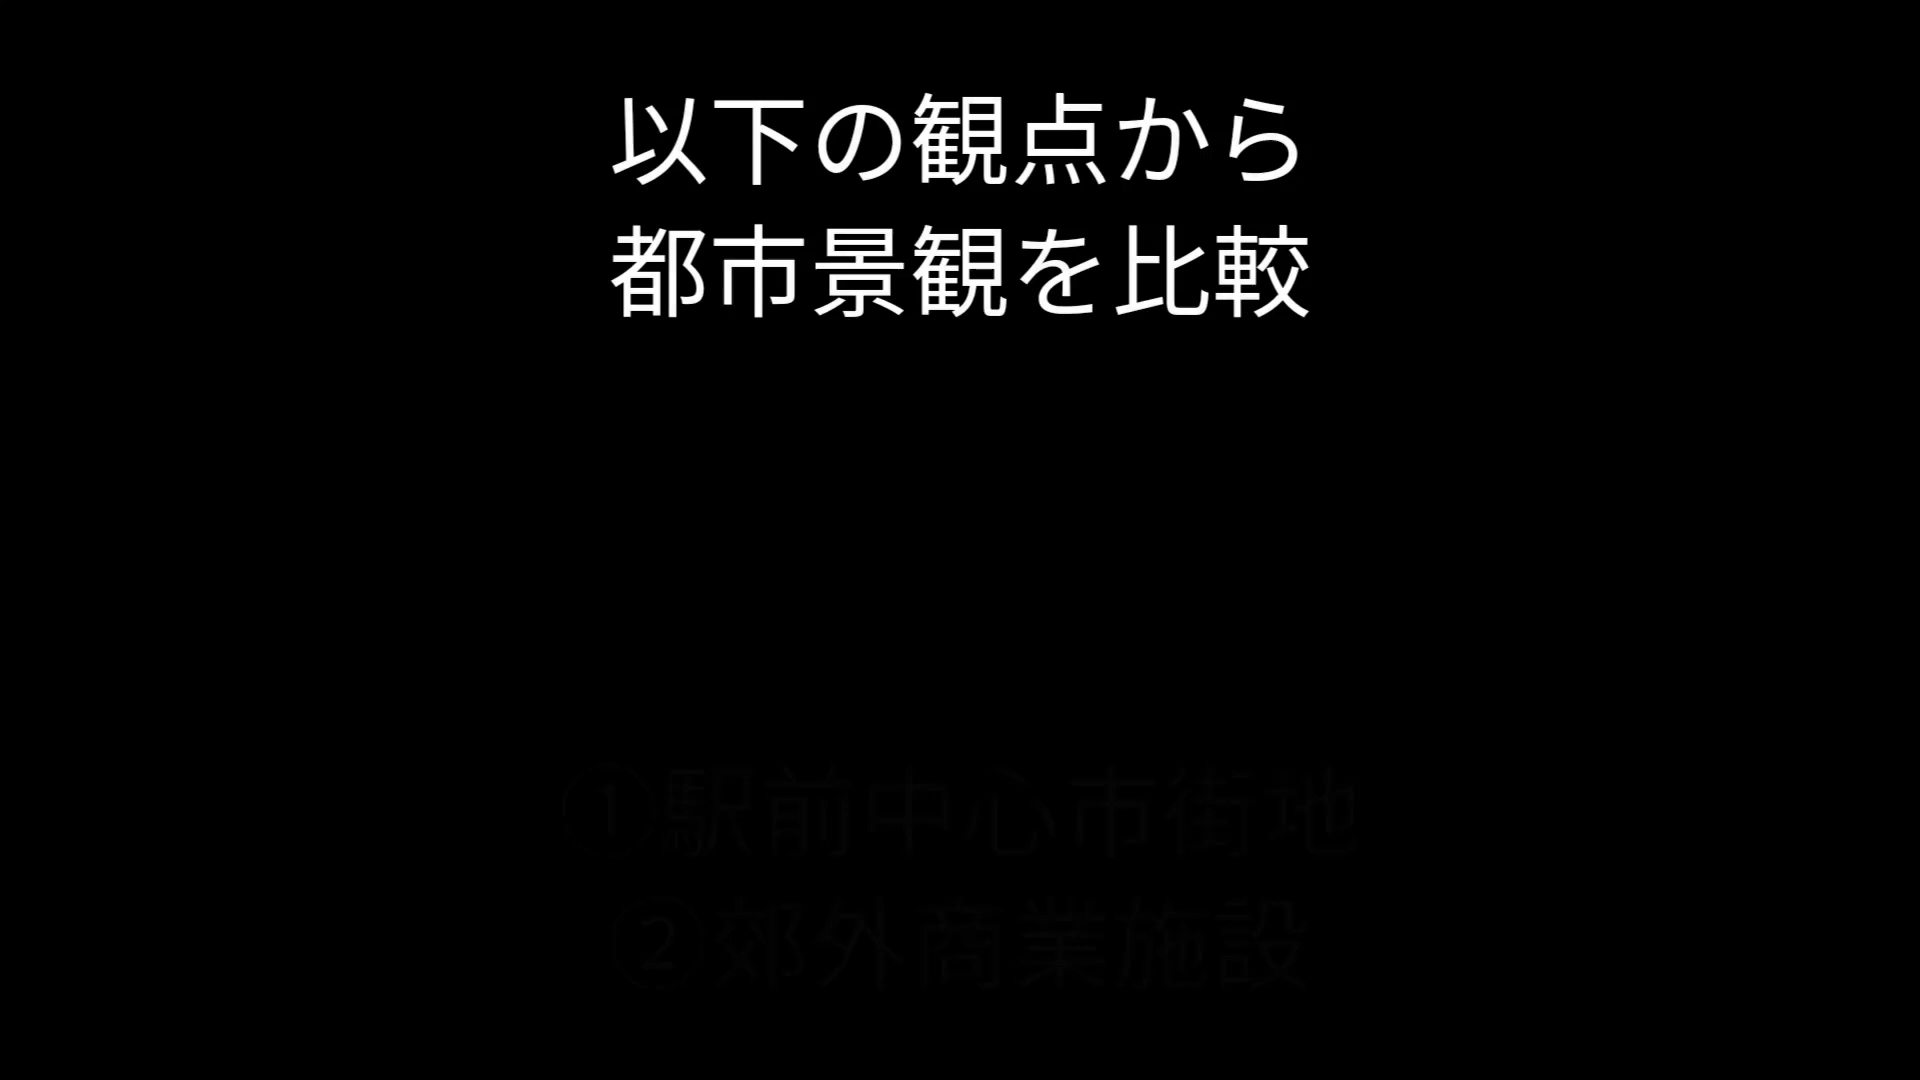 以下の観点から
都市景観を比較
①駅前中心市街地
②郊外商業施設